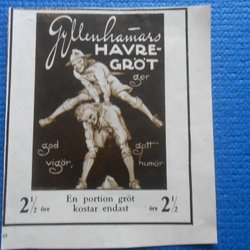 Gyllenhammars
HAVRE-
GRÖT
ger
god gott
vigör, humör
2½ öre En portion gröt kostar endast öre 2½